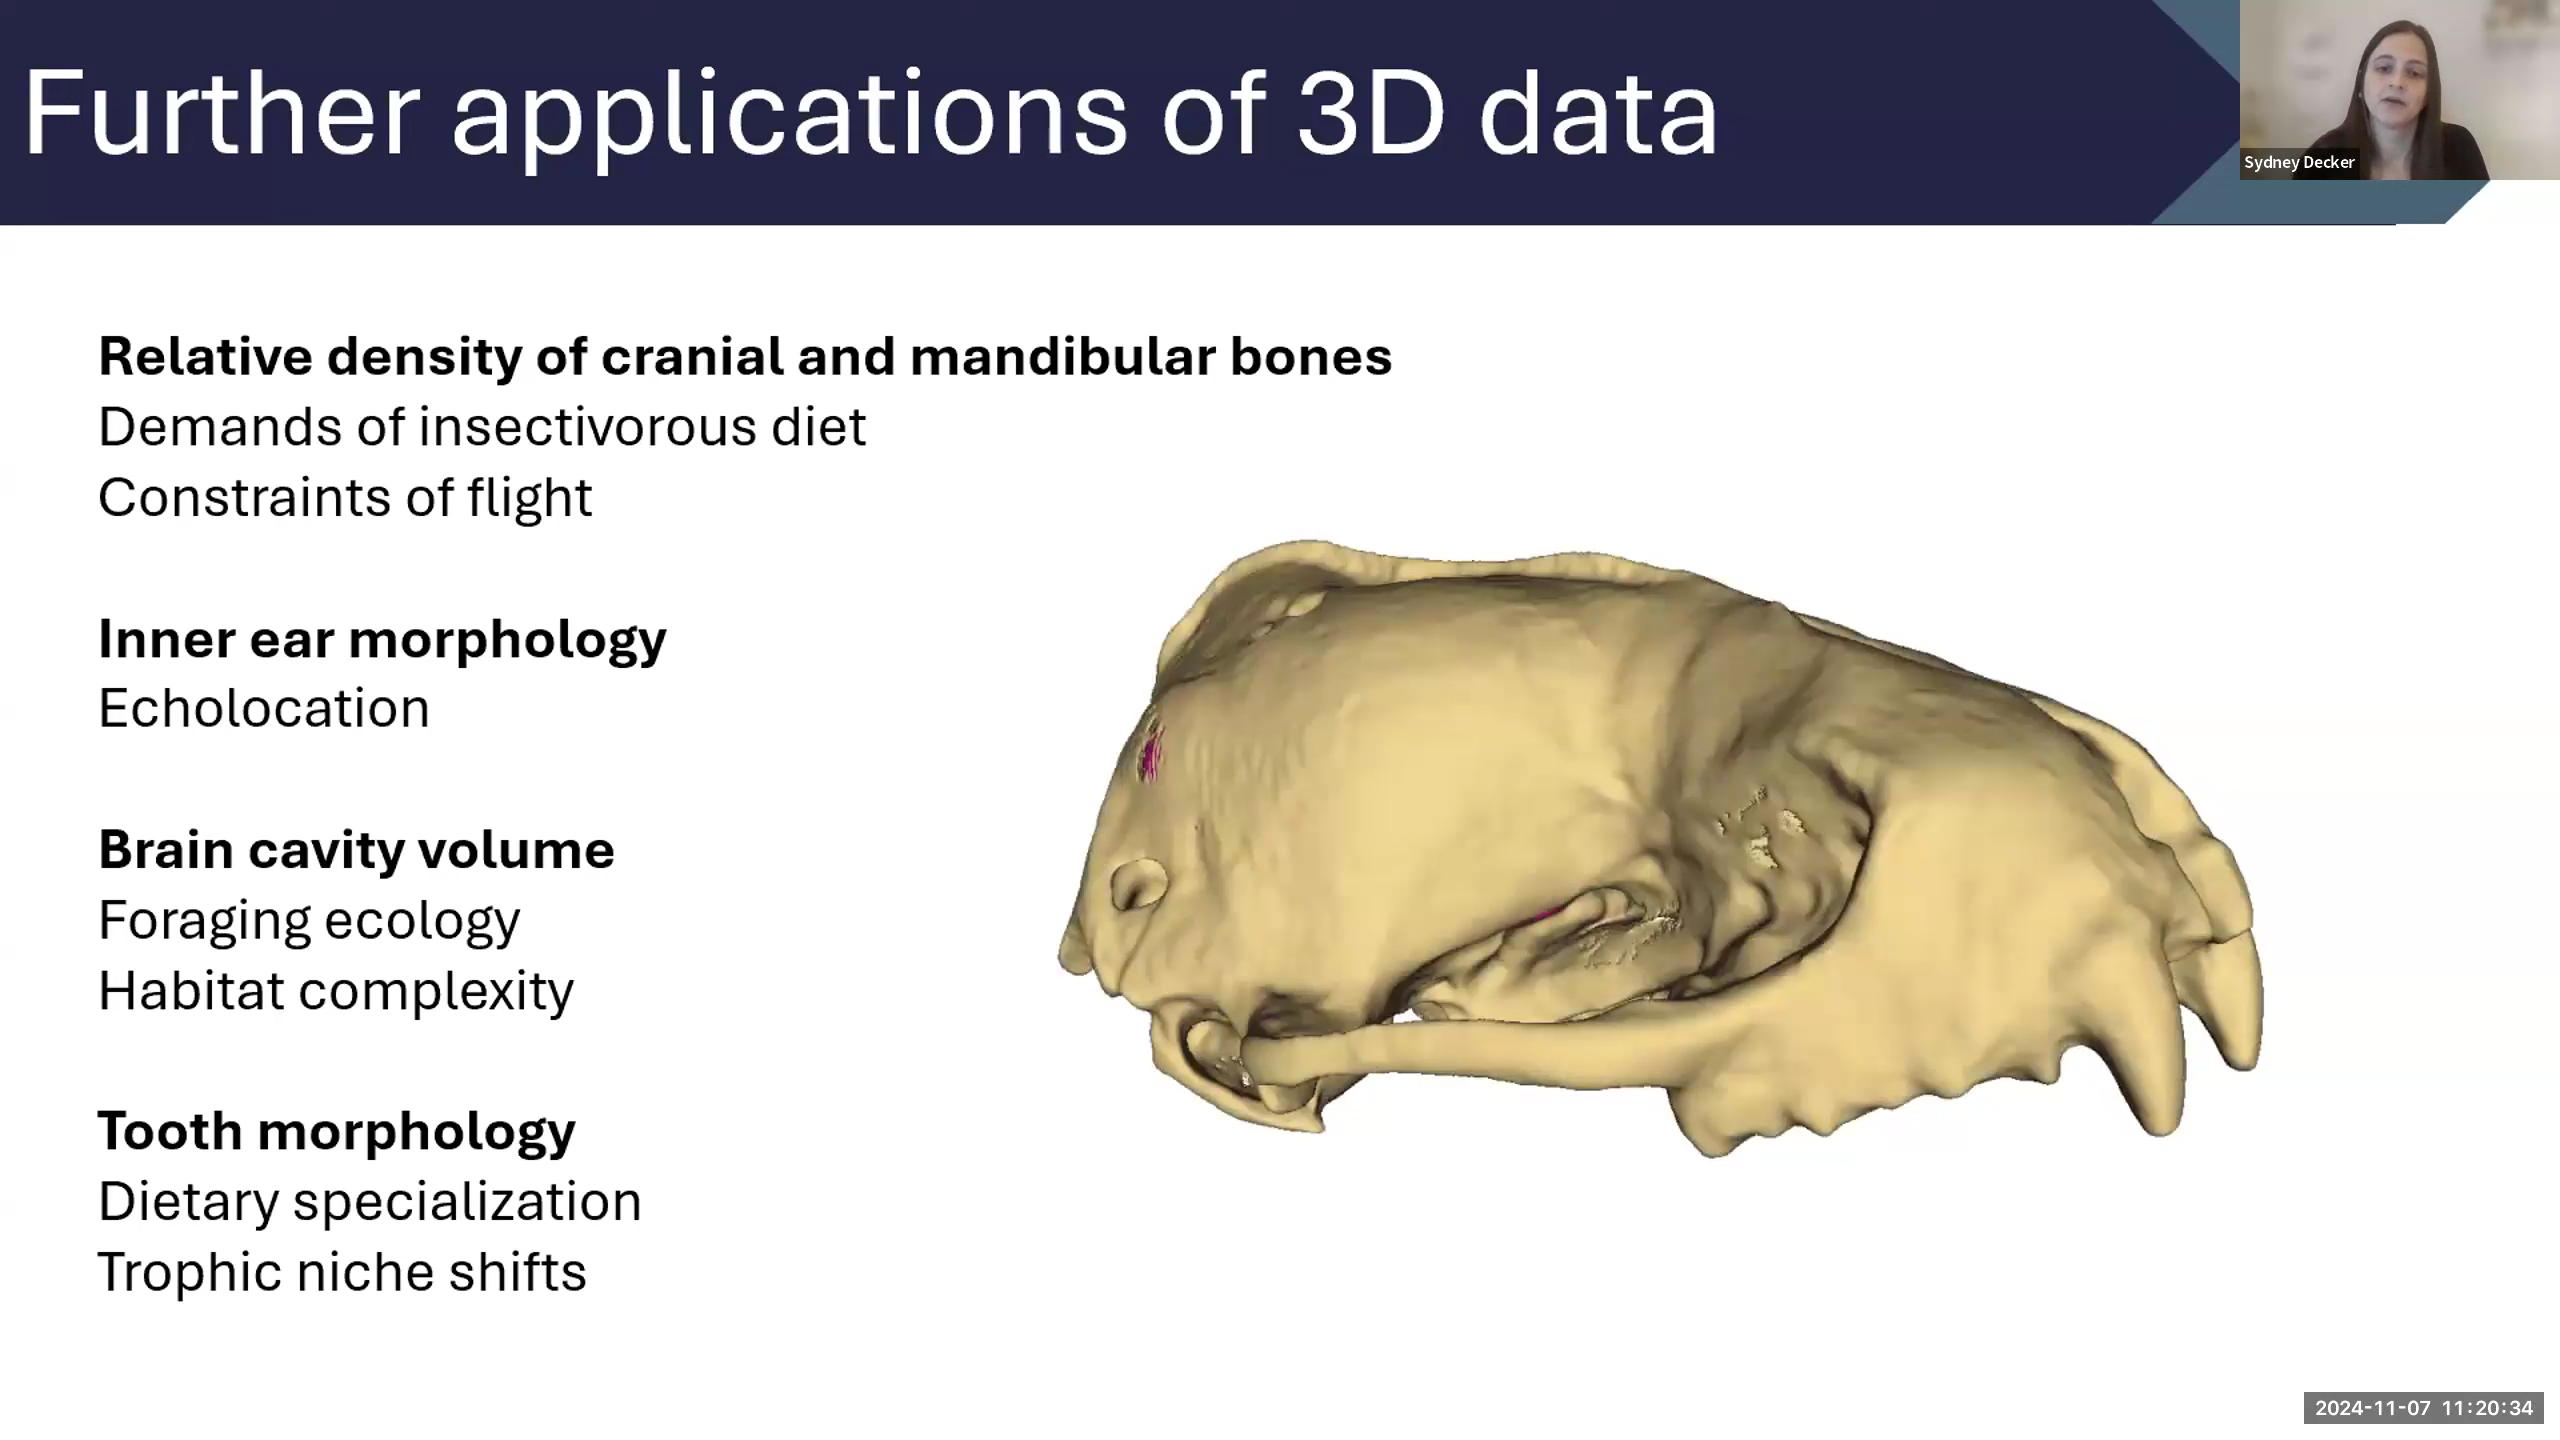 Further applications of 3D data
Sydney Decker
Relative density of cranial and mandibular bones
Demands of insectivorous diet
Constraints of flight
Inner ear morphology
Echolocation
Brain cavity volume
Foraging ecology
Habitat complexity
Tooth morphology
Dietary specialization
Trophic niche shifts
2024-11-07 11:20:34